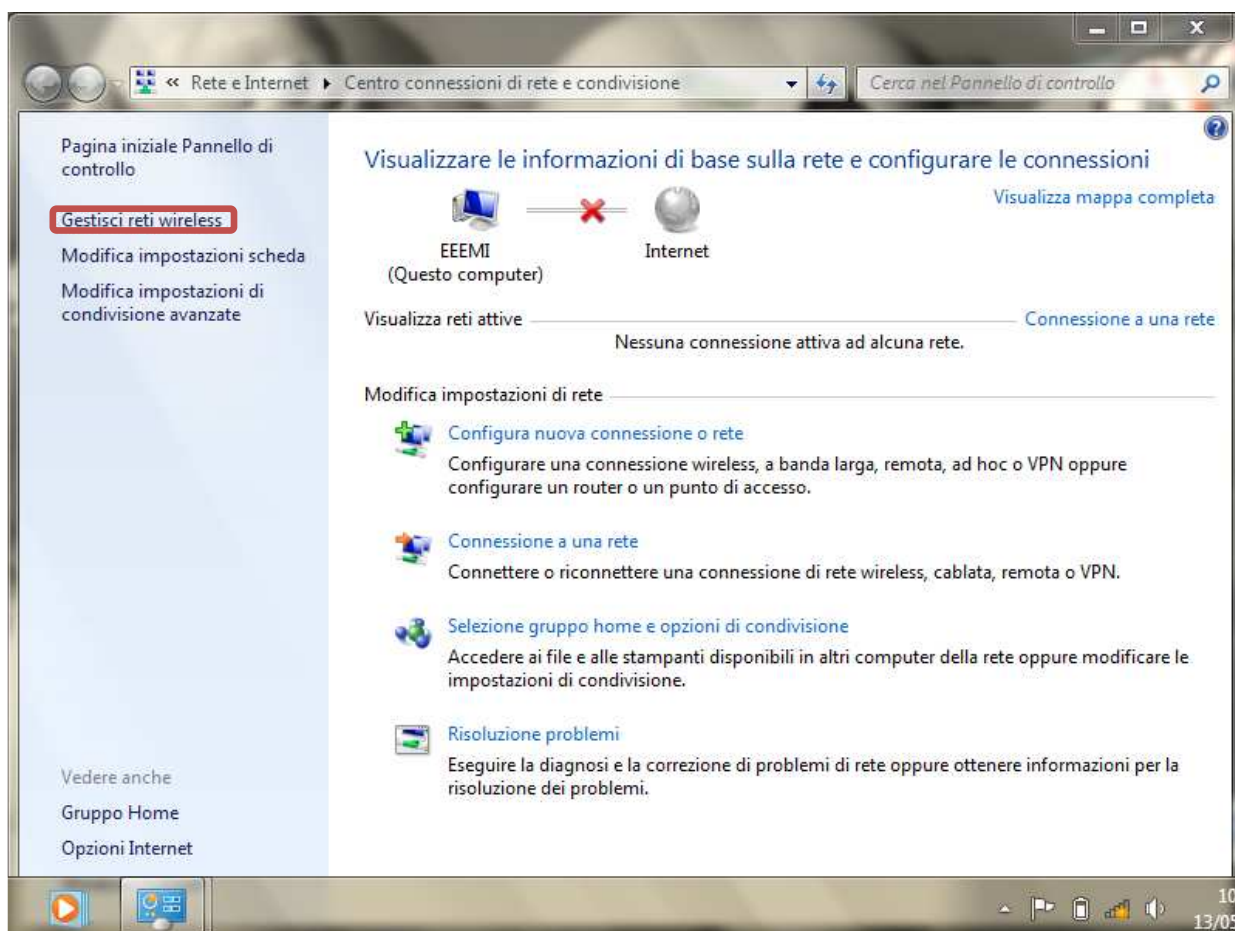 « Rete e Internet ▸ Centro connessioni di rete e condivisione
Cerca nel Pannello di controllo
Pagina iniziale Pannello di
controllo
Gestisci reti wireless
Modifica impostazioni scheda
Modifica impostazioni di
condivisione avanzate
Vedere anche
Gruppo Home
Opzioni Internet
Visualizzare le informazioni di base sulla rete e configurare le connessioni
Visualizza mappa completa
EEEMI
(Questo computer)
Internet
Visualizza reti attive
Connessione a una rete
Nessuna connessione attiva ad alcuna rete.
Modifica impostazioni di rete
Configura nuova connessione o rete
Configurare una connessione wireless, a banda larga, remota, ad hoc o VPN oppure
configurare un router o un punto di accesso.
Connessione a una rete
Connettere o riconnettere una connessione di rete wireless, cablata, remota o VPN.
Selezione gruppo home e opzioni di condivisione
Accedere ai file e alle stampanti disponibili in altri computer della rete oppure modificare le
impostazioni di condivisione.
Risoluzione problemi
Eseguire la diagnosi e la correzione di problemi di rete oppure ottenere informazioni per la
risoluzione dei problemi.
10
13/05